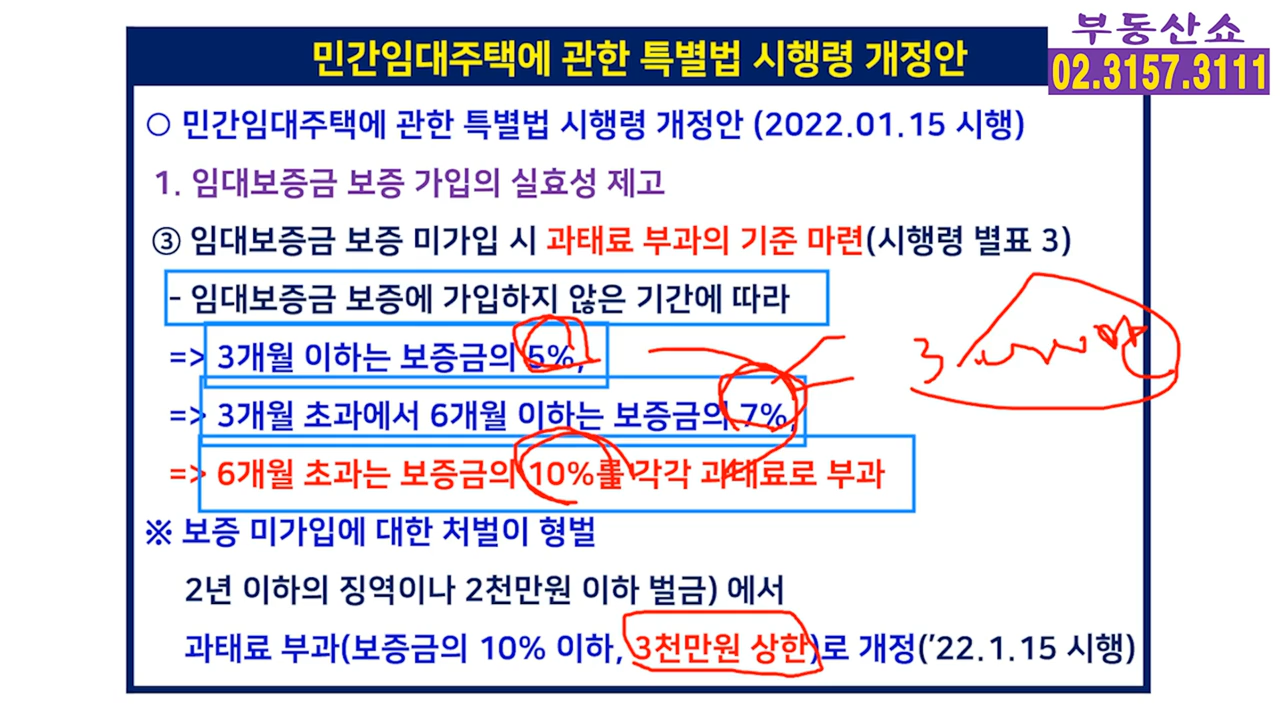 부동산쇼
02.3157.3111
민간임대주택에 관한 특별법 시행령 개정안
○ 민간임대주택에 관한 특별법 시행령 개정안 (2022.01.15 시행)
1. 임대보증금 보증 가입의 실효성 제고
③ 임대보증금 보증 미가입 시 과태료 부과의 기준 마련(시행령 별표 3)
- 임대보증금 보증에 가입하지 않은 기간에 따라
=> 3개월 이하는 보증금의 5%,
=> 3개월 초과에서 6개월 이하는 보증금의 7%,
=> 6개월 초과는 보증금의 10%를 각각 과태료로 부과
※ 보증 미가입에 대한 처벌이 형벌
2년 이하의 징역이나 2천만원 이하 벌금) 에서
과태료 부과(보증금의 10% 이하, 3천만원 상한)로 개정('22.1.15 시행)
3